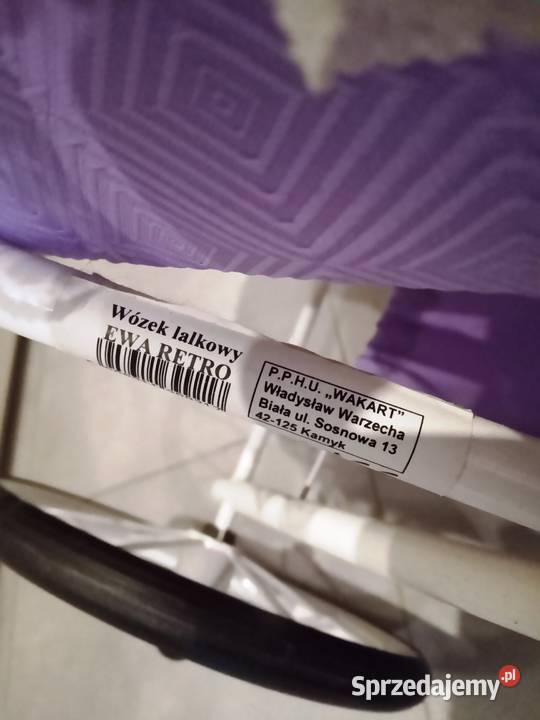 Wózek lalkowy
EWA RETRO
P.P.H.U. „WAKART"
Władysław Warzecha
Biała ul. Sosnowa 13
42-125 Kamyk
Sprzedajemy.pl